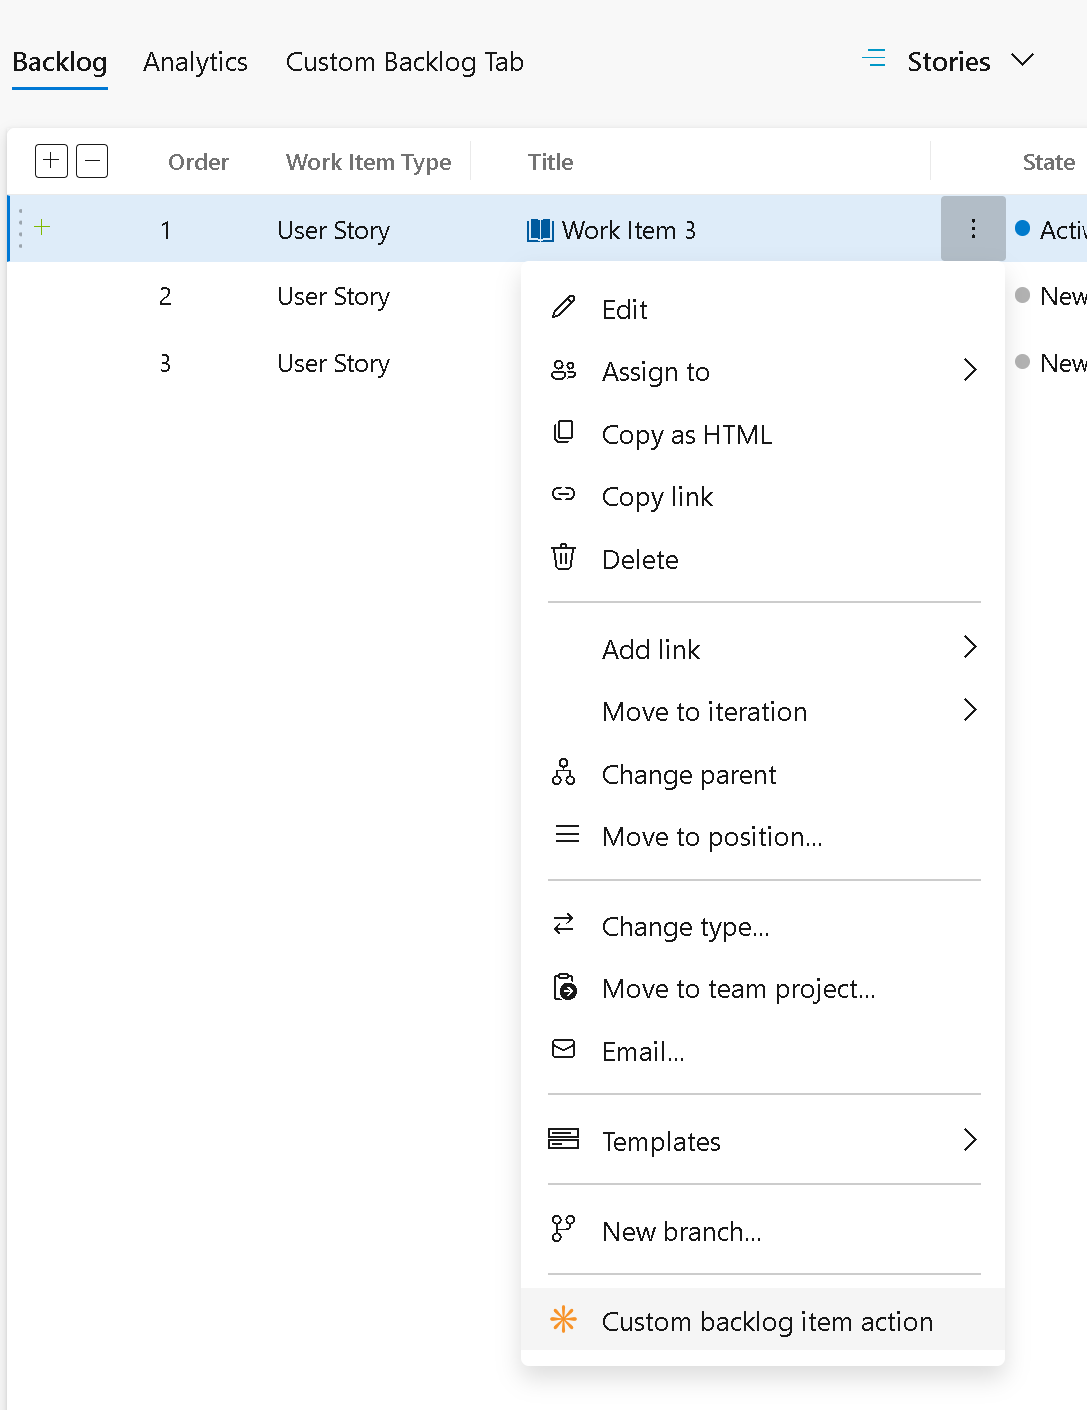 Backlog Analytics Custom Backlog Tab Stories
Order Work Item Type Title State
1 User Story Work Item 3 Activ
2 User Story New
3 User Story New
Edit
Assign to
Copy as HTML
Copy link
Delete
Add link
Move to iteration
Change parent
Move to position...
Change type...
Move to team project...
Email...
Templates
New branch...
Custom backlog item action